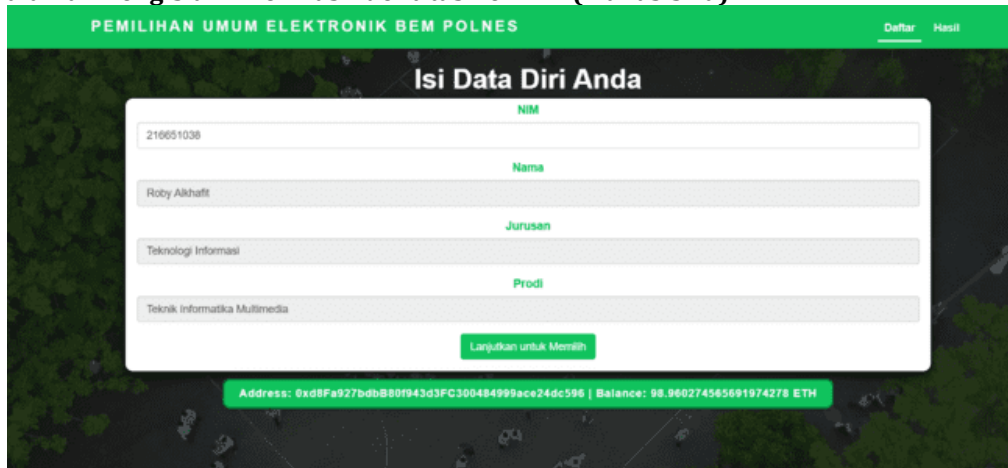 PEMILIHAN UMUM ELEKTRONIK BEM POLNES
Daftar Hasil
Isi Data Diri Anda
NIM
216651038
Nama
Roby Alkhafit
Jurusan
Teknologi Informasi
Prodi
Teknik Informatika Multimedia
Lanjutkan untuk Memilih
Address: 0xd8Fa927bdbB80f943d3FC300484999ace24dc596 | Balance: 98.960274565691974278 ETH